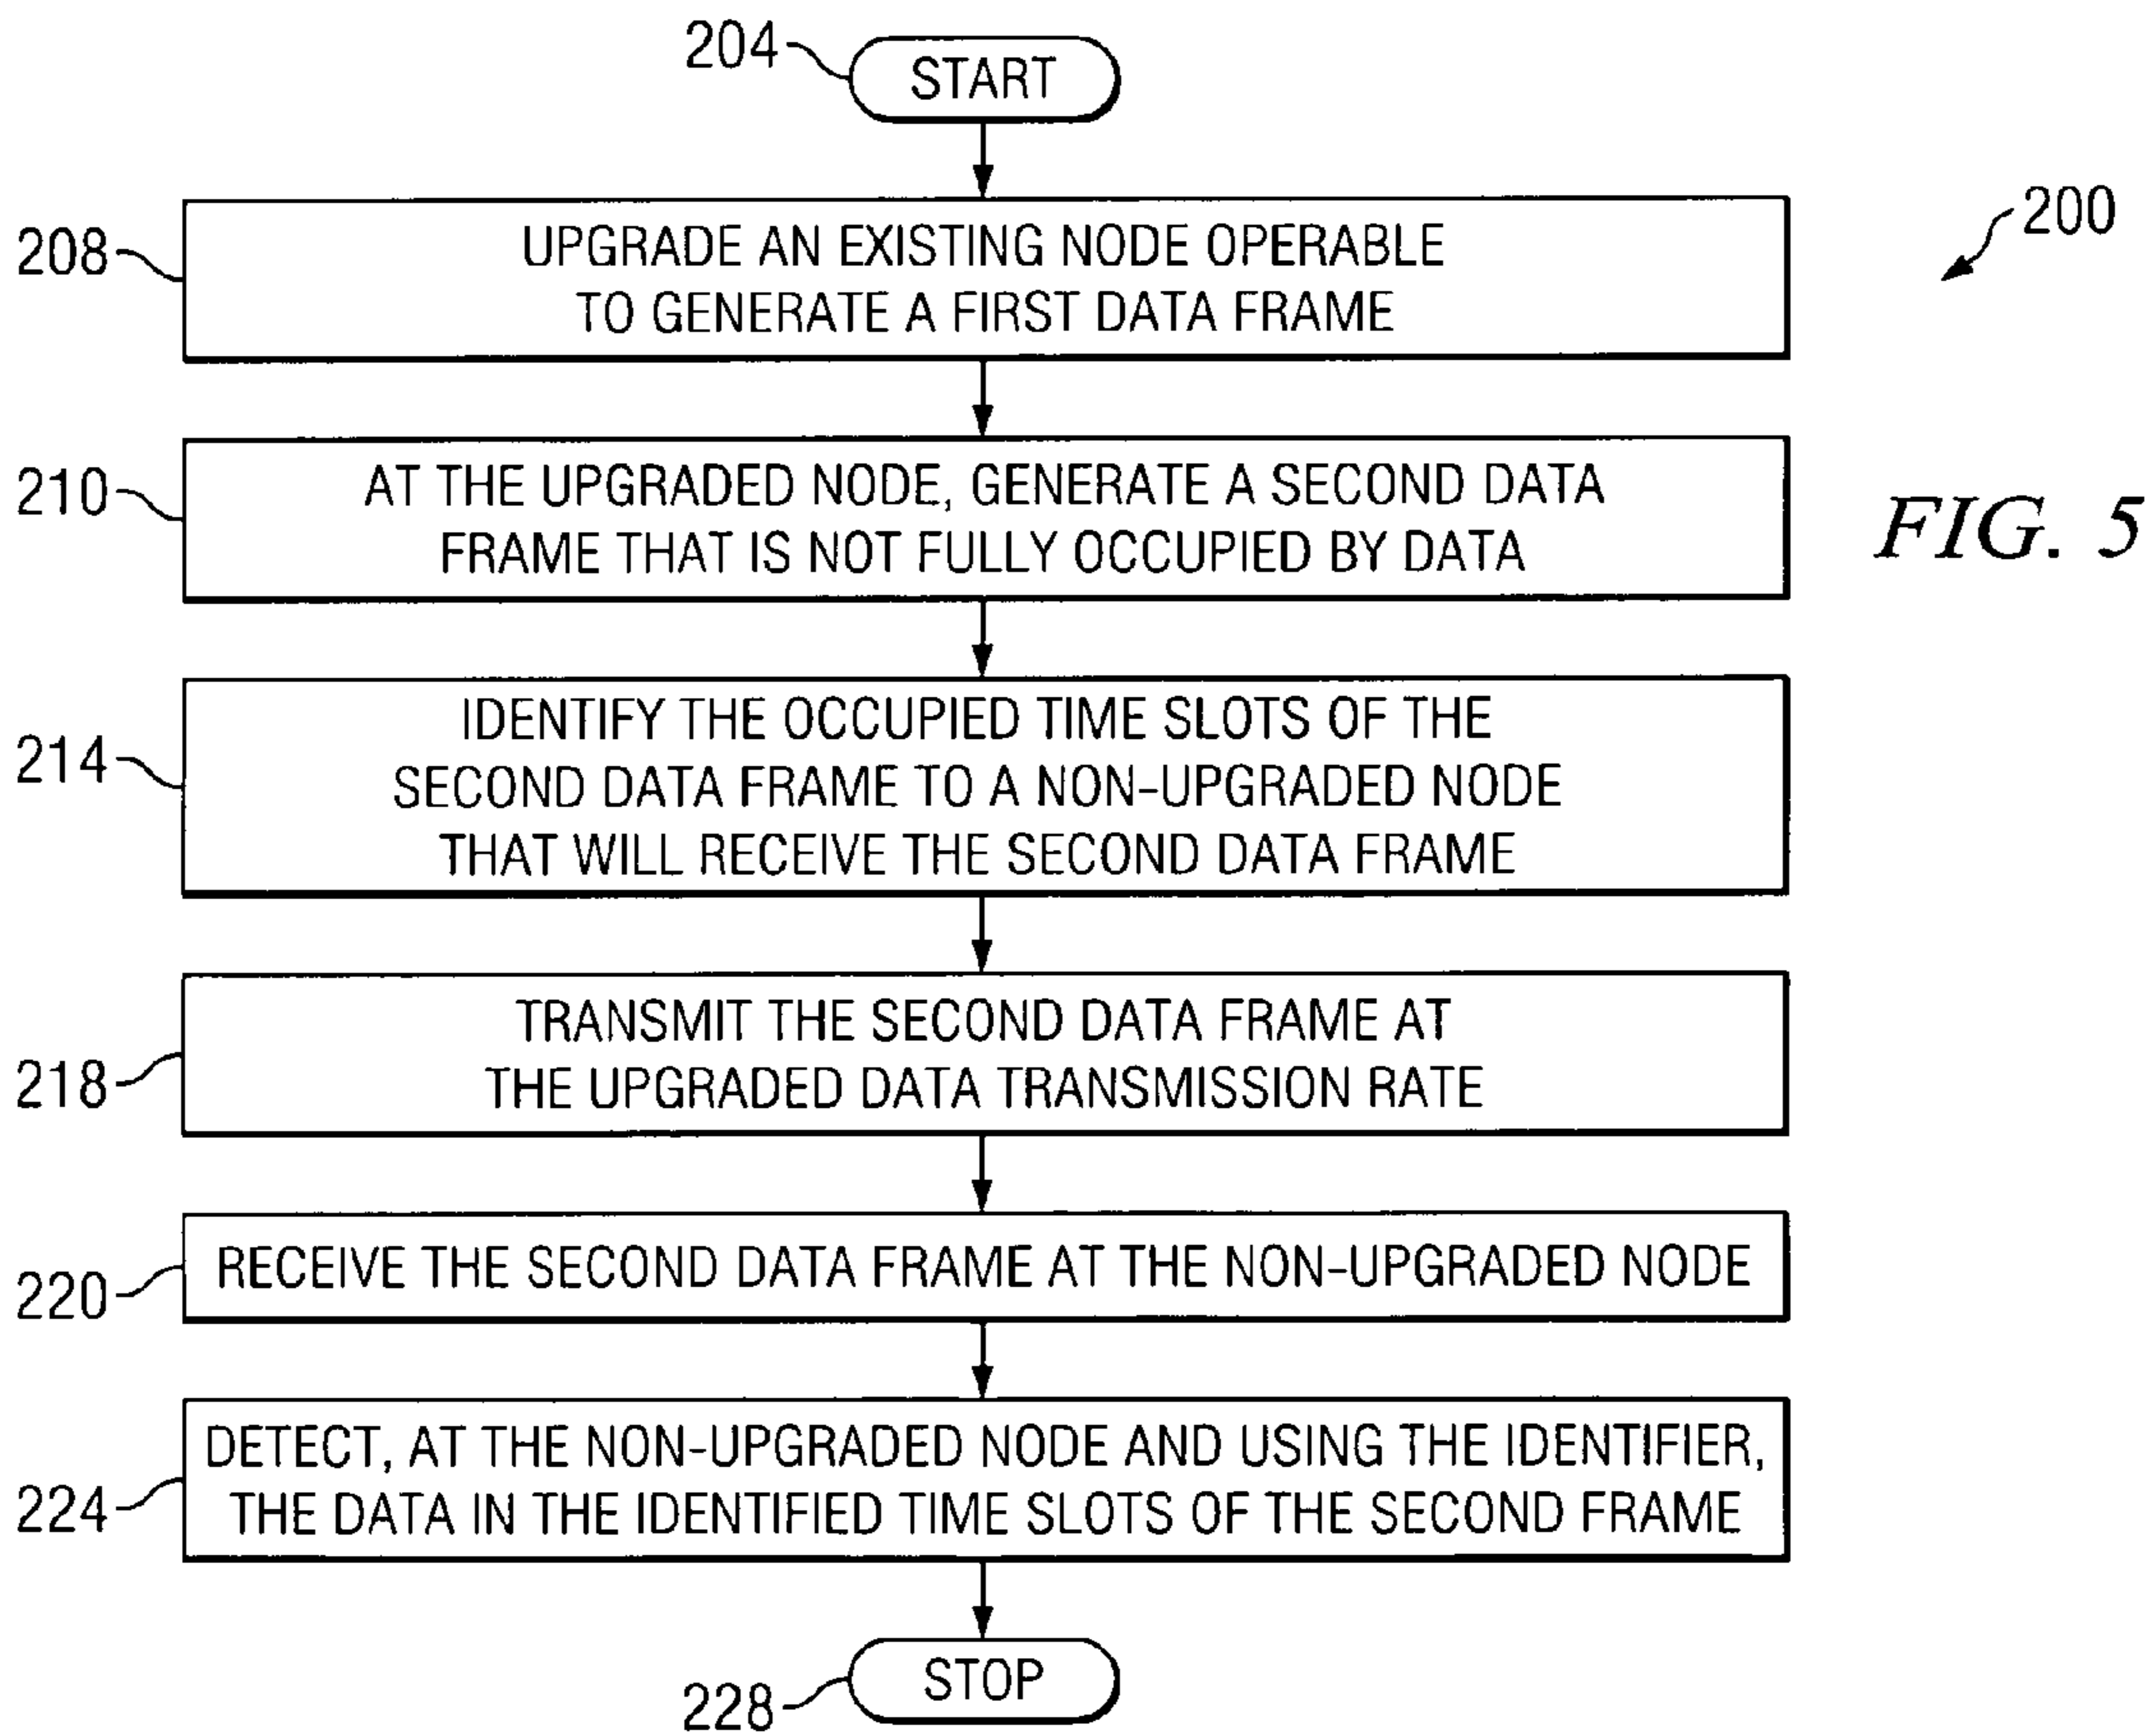 204
START
200
208
UPGRADE AN EXISTING NODE OPERABLE
TO GENERATE A FIRST DATA FRAME
210
AT THE UPGRADED NODE, GENERATE A SECOND DATA
FRAME THAT IS NOT FULLY OCCUPIED BY DATA
FIG. 5
214
IDENTIFY THE OCCUPIED TIME SLOTS OF THE
SECOND DATA FRAME TO A NON-UPGRADED NODE
THAT WILL RECEIVE THE SECOND DATA FRAME
218
TRANSMIT THE SECOND DATA FRAME AT
THE UPGRADED DATA TRANSMISSION RATE
220
RECEIVE THE SECOND DATA FRAME AT THE NON-UPGRADED NODE
224
DETECT, AT THE NON-UPGRADED NODE AND USING THE IDENTIFIER,
THE DATA IN THE IDENTIFIED TIME SLOTS OF THE SECOND FRAME
228
STOP